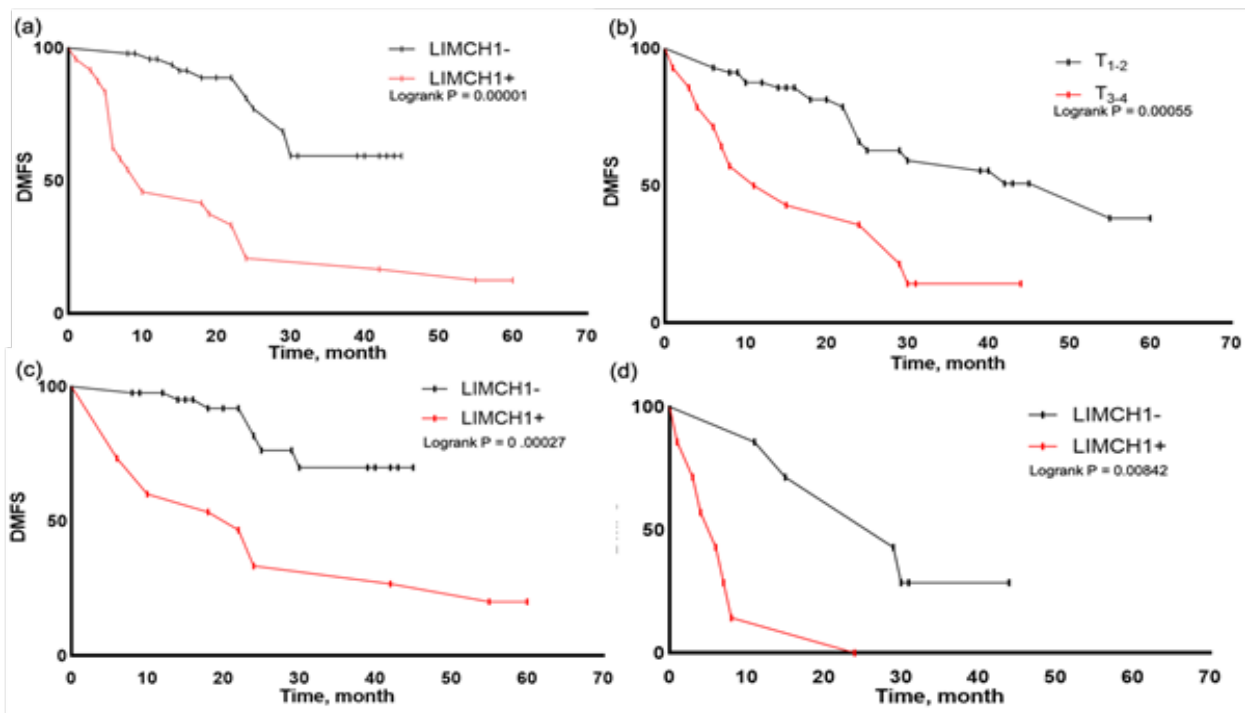 (a)
LIMCH1-
LIMCH1+
Logrank P = 0.00001
100
50
0
DMFS
0 10 20 30 40 50 60 70
Time, month
(b)
T1-2
T3-4
Logrank P = 0.00055
100
50
0
DMFS
0 10 20 30 40 50 60 70
Time, month
(c)
LIMCH1-
LIMCH1+
Logrank P = 0 .00027
100
50
0
DMFS
0 10 20 30 40 50 60 70
Time, month
(d)
LIMCH1-
LIMCH1+
Logrank P = 0.00842
100
50
0
0 10 20 30 40 50 60 70
Time, month